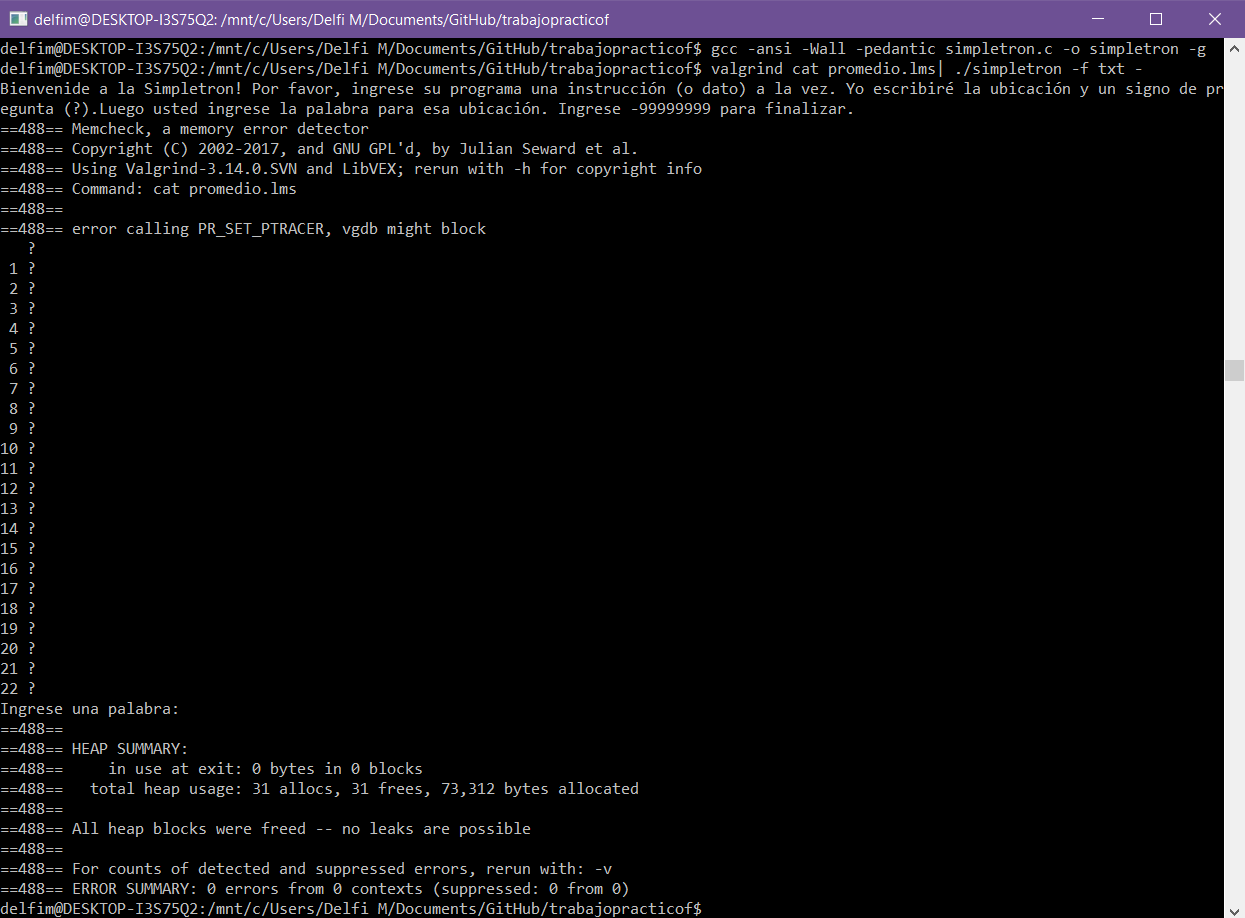 delfim@DESKTOP-I3S75Q2: /mnt/c/Users/Delfi M/Documents/GitHub/trabajopracticof
delfim@DESKTOP-I3S75Q2:/mnt/c/Users/Delfi M/Documents/GitHub/trabajopracticof$ gcc -ansi -Wall -pedantic simpletron.c -o simpletron -g
delfim@DESKTOP-I3S75Q2:/mnt/c/Users/Delfi M/Documents/GitHub/trabajopracticof$ valgrind cat promedio.lms| ./simpletron -f txt -
Bienvenide a la Simpletron! Por favor, ingrese su programa una instrucción (o dato) a la vez. Yo escribiré la ubicación y un signo de pr
egunta (?).Luego usted ingrese la palabra para esa ubicación. Ingrese -99999999 para finalizar.
==488== Memcheck, a memory error detector
==488== Copyright (C) 2002-2017, and GNU GPL'd, by Julian Seward et al.
==488== Using Valgrind-3.14.0.SVN and LibVEX; rerun with -h for copyright info
==488== Command: cat promedio.lms
==488==
==488== error calling PR_SET_PTRACER, vgdb might block
?
1 ?
2 ?
3 ?
4 ?
5 ?
6 ?
7 ?
8 ?
9 ?
10 ?
11 ?
12 ?
13 ?
14 ?
15 ?
16 ?
17 ?
18 ?
19 ?
20 ?
21 ?
22 ?
Ingrese una palabra:
==488==
==488== HEAP SUMMARY:
==488==     in use at exit: 0 bytes in 0 blocks
==488==   total heap usage: 31 allocs, 31 frees, 73,312 bytes allocated
==488==
==488== All heap blocks were freed -- no leaks are possible
==488==
==488== For counts of detected and suppressed errors, rerun with: -v
==488== ERROR SUMMARY: 0 errors from 0 contexts (suppressed: 0 from 0)
delfim@DESKTOP-I3S75Q2:/mnt/c/Users/Delfi M/Documents/GitHub/trabajopracticof$